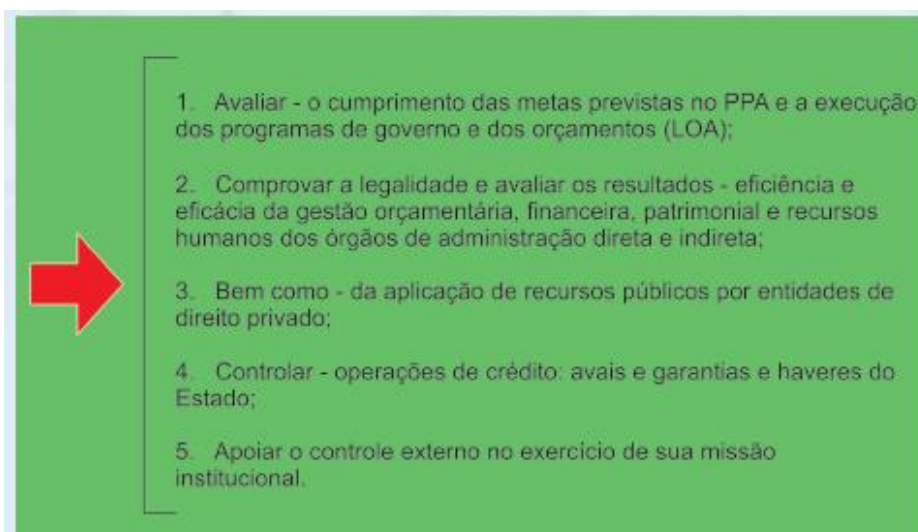 1. Avaliar - o cumprimento das metas previstas no PPA e a execução
dos programas de governo e dos orçamentos (LOA);
2. Comprovar a legalidade e avaliar os resultados - eficiência e
eficácia da gestão orçamentária, financeira, patrimonial e recursos
humanos dos órgãos de administração direta e indireta;
3. Bem como - da aplicação de recursos públicos por entidades de
direito privado;
4. Controlar - operações de crédito: avais e garantias e haveres do
Estado;
5. Apoiar o controle externo no exercício de sua missão
institucional.